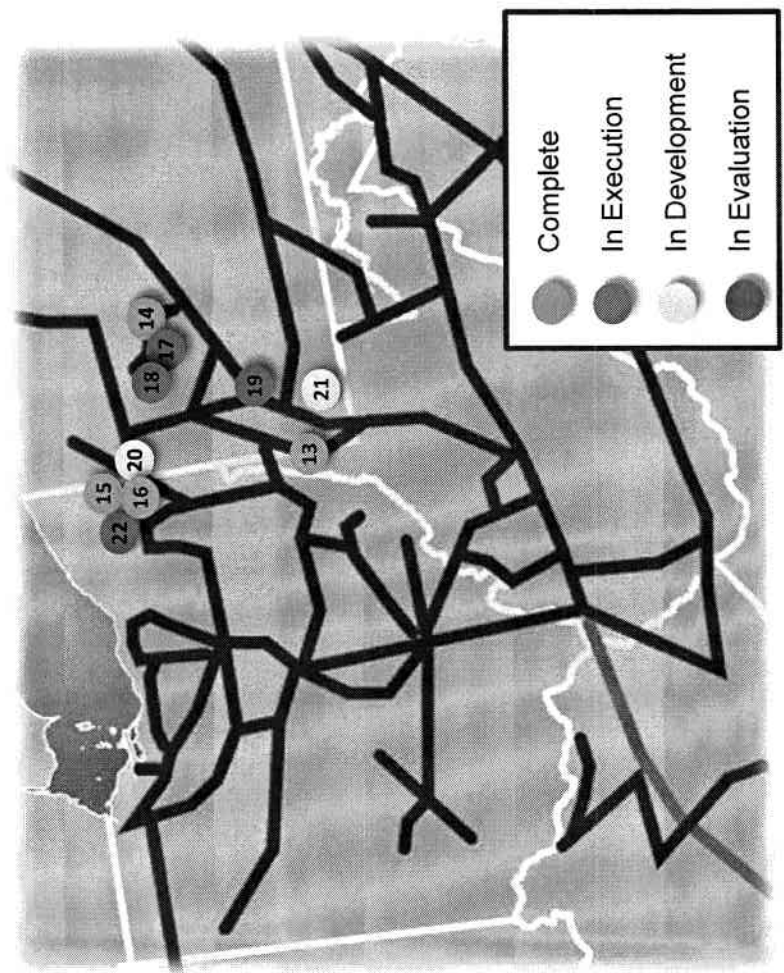 14
17
18
15
20
16
22
19
21
13
Complete
In Execution
In Development
In Evaluation